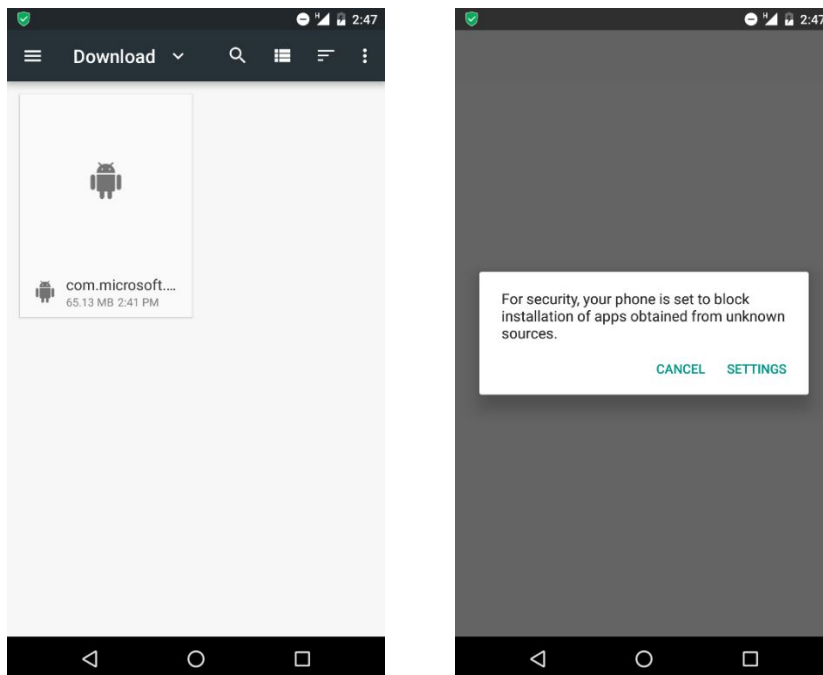 2:47
Download
com.microsoft....
65.13 MB 2:41 PM
2:47
For security, your phone is set to block
installation of apps obtained from unknown
sources.
CANCEL SETTINGS